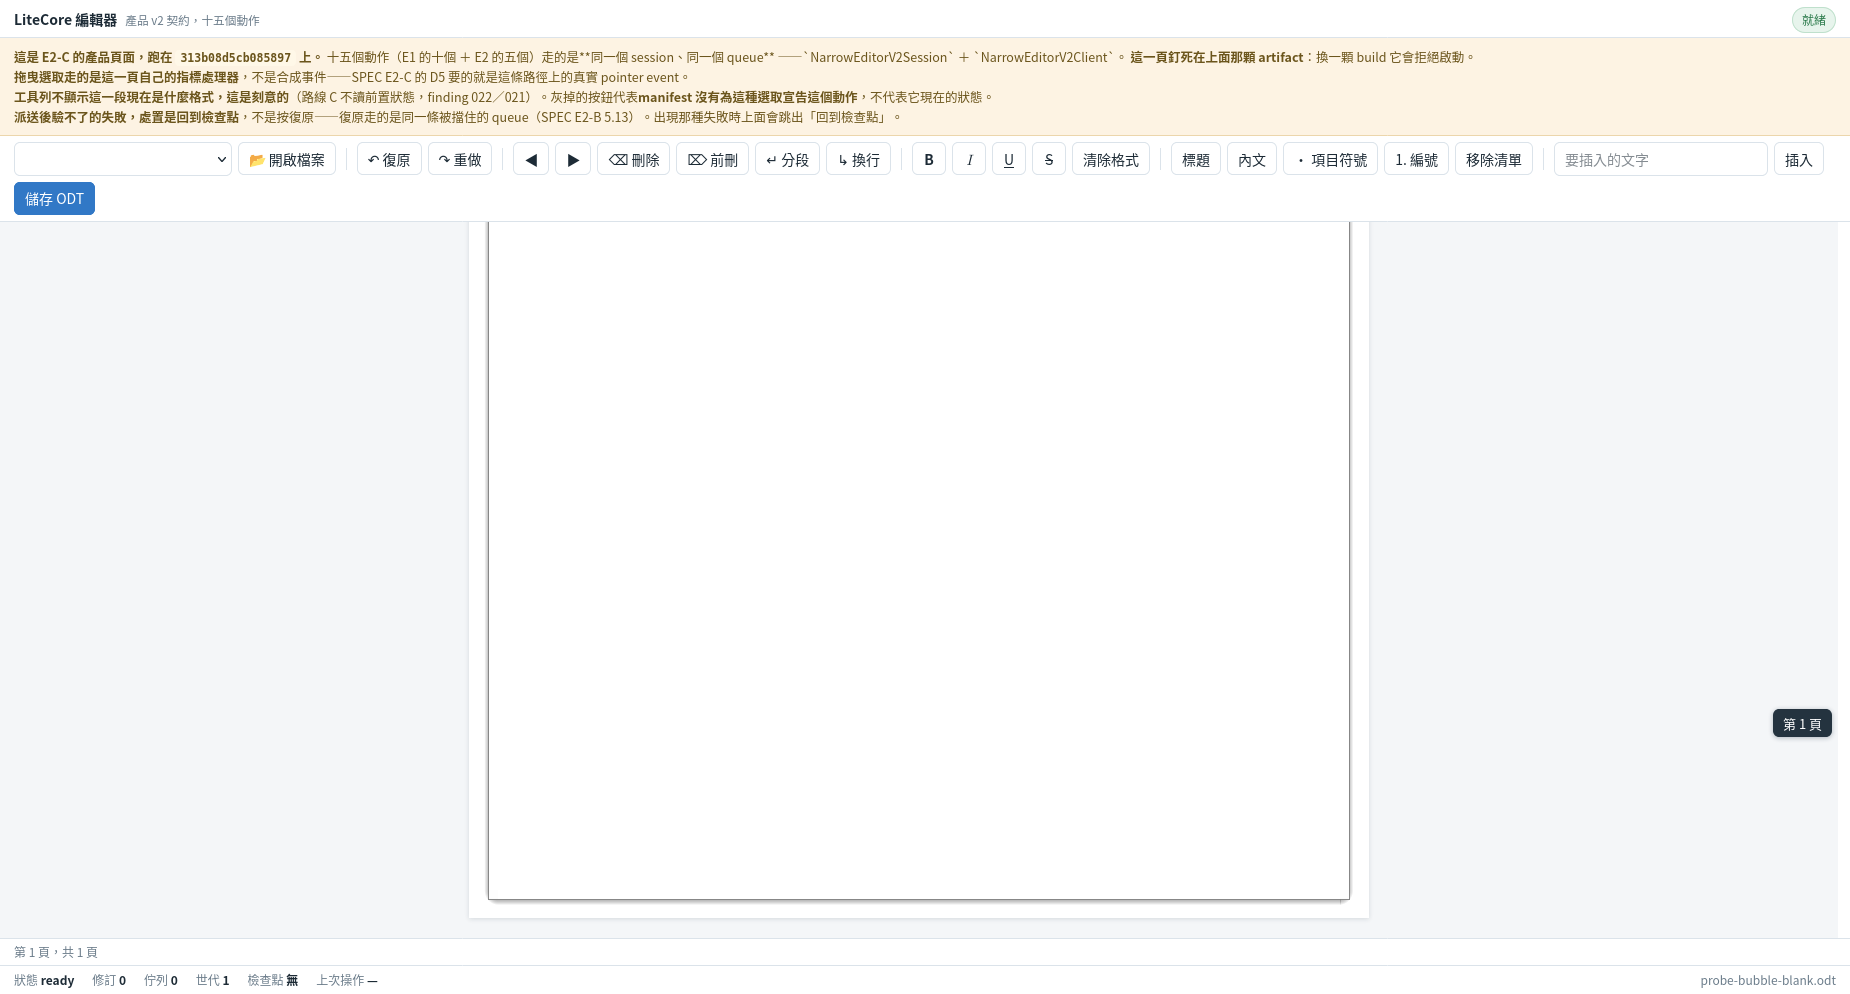 LiteCore 編輯器 產品 v2 契約，十五個動作 就緒
這是 E2-C 的產品頁面，跑在 313b08d5cb085897 上。 十五個動作（E1 的十個 ＋ E2 的五個）走的是**同一個 session、同一個 queue** ——`NarrowEditorV2Session` ＋ `NarrowEditorV2Client`。 這一頁釘死在上面那顆 artifact：換一顆 build 它會拒絕啟動。
拖曳選取走的是這一頁自己的指標處理器，不是合成事件——SPEC E2-C 的 D5 要的就是這條路徑上的真實 pointer event。
工具列不顯示這一段現在是什麼格式，這是刻意的（路線 C 不讀前置狀態，finding 022／021）。灰掉的按鈕代表manifest 沒有為這種選取宣告這個動作，不代表它現在的狀態。
派送後驗不了的失敗，處置是回到檢查點，不是按復原——復原走的是同一條被擋住的 queue（SPEC E2-B 5.13）。出現那種失敗時上面會跳出「回到檢查點」。
📂 開啟檔案 ↶ 復原 ↷ 重做 ◀ ▶ ⌫ 刪除 ⌦ 前刪 ↵ 分段 ↳ 換行 B I U S 清除格式 標題 內文 ・ 項目符號 1. 編號 移除清單 要插入的文字 插入
儲存 ODT
第 1 頁
第 1 頁，共 1 頁
狀態 ready 修訂 0 佇列 0 世代 1 檢查點 無 上次操作 — probe-bubble-blank.odt